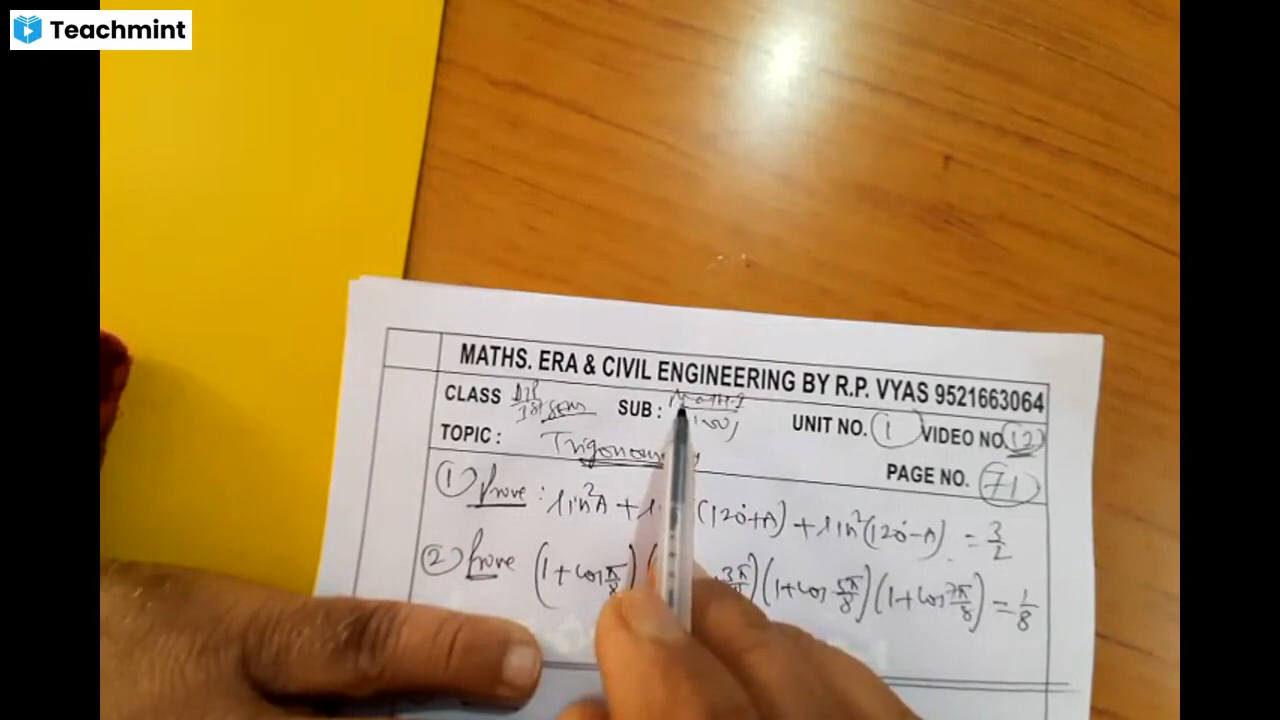 Teachmint
MATHS. ERA & CIVIL ENGINEERING BY R.P. VYAS 9521663064
CLASS SUB : UNIT NO. 1 VIDEO NO. 12
TOPIC : Trigonometry
PAGE NO. 71
① Prove : sin²A + (120°+A) + sin²(120°-A) = 3/2
② Prove (1+cos π/8) 3π )(1+cos 5π/8)(1+cos 7π/8) = 1/8